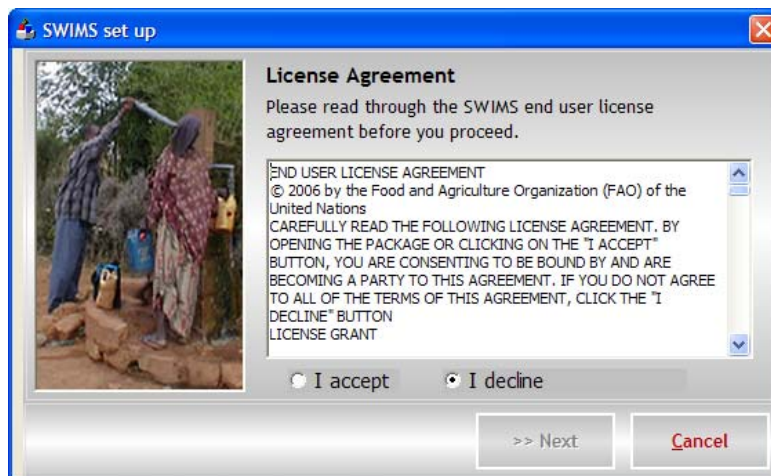 SWIMS set up
License Agreement
Please read through the SWIMS end user license
agreement before you proceed.
END USER LICENSE AGREEMENT
© 2006 by the Food and Agriculture Organization (FAO) of the
United Nations
CAREFULLY READ THE FOLLOWING LICENSE AGREEMENT. BY
OPENING THE PACKAGE OR CLICKING ON THE "I ACCEPT"
BUTTON, YOU ARE CONSENTING TO BE BOUND BY AND ARE
BECOMING A PARTY TO THIS AGREEMENT. IF YOU DO NOT AGREE
TO ALL OF THE TERMS OF THIS AGREEMENT, CLICK THE "I
DECLINE" BUTTON
LICENSE GRANT
I accept I decline
>> Next Cancel